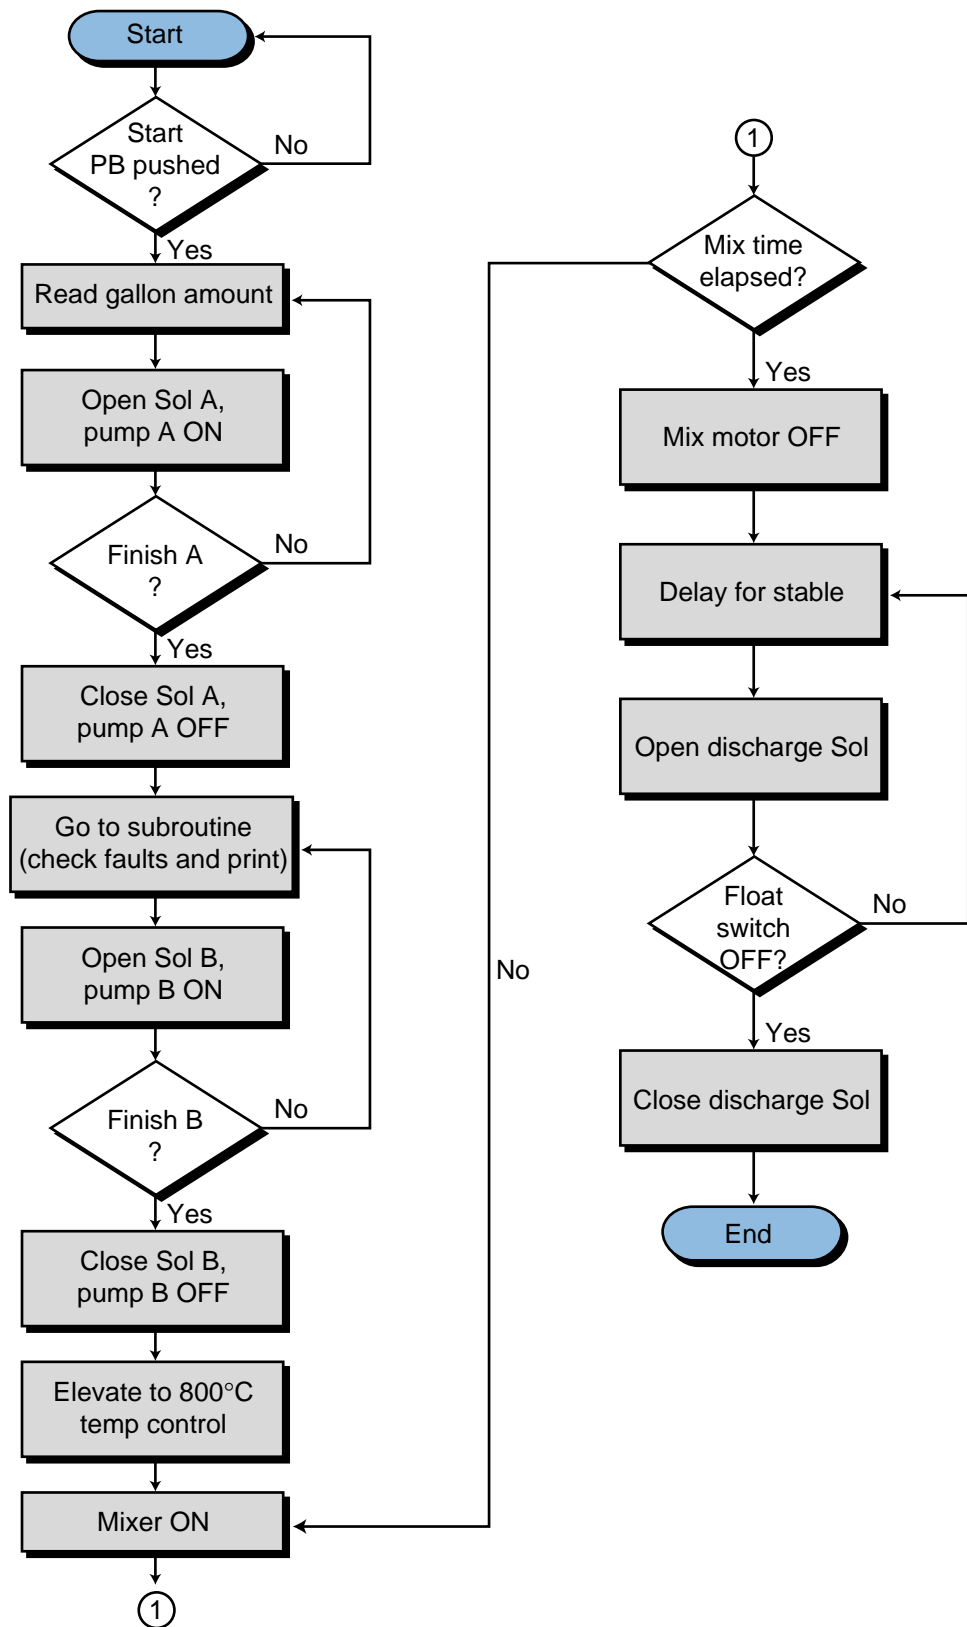 Start
Start
PB pushed
?
No
Yes
Read gallon amount
Open Sol A,
pump A ON
Finish A
?
No
Yes
Close Sol A,
pump A OFF
Go to subroutine
(check faults and print)
Open Sol B,
pump B ON
Finish B
?
No
Yes
Close Sol B,
pump B OFF
Elevate to 800°C
temp control
Mixer ON
1
1
Mix time
elapsed?
No
Yes
Mix motor OFF
Delay for stable
Open discharge Sol
Float
switch
OFF?
No
Yes
Close discharge Sol
End